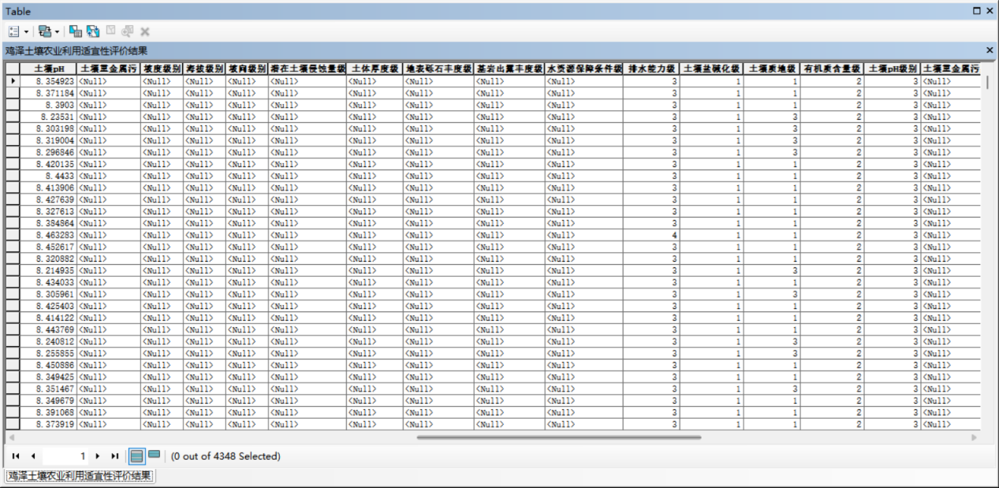 Table
鸡泽土壤农业利用适宜性评价结果
土壤pH 土壤重金属污 坡度级别 海拔级别 坡向级别 潜在土壤侵蚀量级 土体厚度级 地表砾石丰度级 基岩出露丰度级 水资源保障条件级 排水能力级 土壤盐碱化级 土壤质地级 有机质含量级 土壤pH级别 土壤重金属污
8.354923 <Null> <Null> <Null> <Null> <Null> <Null> <Null> <Null> <Null> 3 1 1 2 3 <Null>
8.371184 <Null> <Null> <Null> <Null> <Null> <Null> <Null> <Null> <Null> 3 1 1 2 3 <Null>
8.3903 <Null> <Null> <Null> <Null> <Null> <Null> <Null> <Null> <Null> 3 1 1 2 3 <Null>
8.23531 <Null> <Null> <Null> <Null> <Null> <Null> <Null> <Null> <Null> 3 1 3 2 3 <Null>
8.303198 <Null> <Null> <Null> <Null> <Null> <Null> <Null> <Null> <Null> 3 1 3 2 3 <Null>
8.319004 <Null> <Null> <Null> <Null> <Null> <Null> <Null> <Null> <Null> 3 1 3 2 3 <Null>
8.296846 <Null> <Null> <Null> <Null> <Null> <Null> <Null> <Null> <Null> 3 1 3 2 3 <Null>
8.420135 <Null> <Null> <Null> <Null> <Null> <Null> <Null> <Null> <Null> 3 1 1 2 3 <Null>
8.4433 <Null> <Null> <Null> <Null> <Null> <Null> <Null> <Null> <Null> 3 1 1 2 3 <Null>
8.413906 <Null> <Null> <Null> <Null> <Null> <Null> <Null> <Null> <Null> 3 1 1 2 3 <Null>
8.427639 <Null> <Null> <Null> <Null> <Null> <Null> <Null> <Null> <Null> 3 1 1 2 3 <Null>
8.327613 <Null> <Null> <Null> <Null> <Null> <Null> <Null> <Null> <Null> 3 1 1 2 3 <Null>
8.384864 <Null> <Null> <Null> <Null> <Null> <Null> <Null> <Null> <Null> 3 1 1 2 3 <Null>
8.463283 <Null> <Null> <Null> <Null> <Null> <Null> <Null> <Null> <Null> 4 1 1 2 3 <Null>
8.452617 <Null> <Null> <Null> <Null> <Null> <Null> <Null> <Null> <Null> 3 1 1 2 3 <Null>
8.320882 <Null> <Null> <Null> <Null> <Null> <Null> <Null> <Null> <Null> 3 1 1 2 3 <Null>
8.214935 <Null> <Null> <Null> <Null> <Null> <Null> <Null> <Null> <Null> 3 1 3 2 3 <Null>
8.434033 <Null> <Null> <Null> <Null> <Null> <Null> <Null> <Null> <Null> 3 1 1 2 3 <Null>
8.305961 <Null> <Null> <Null> <Null> <Null> <Null> <Null> <Null> <Null> 3 1 3 2 3 <Null>
8.425403 <Null> <Null> <Null> <Null> <Null> <Null> <Null> <Null> <Null> 3 1 1 2 3 <Null>
8.414122 <Null> <Null> <Null> <Null> <Null> <Null> <Null> <Null> <Null> 3 1 1 2 3 <Null>
8.443769 <Null> <Null> <Null> <Null> <Null> <Null> <Null> <Null> <Null> 3 1 1 2 3 <Null>
8.240812 <Null> <Null> <Null> <Null> <Null> <Null> <Null> <Null> <Null> 3 1 3 2 3 <Null>
8.255855 <Null> <Null> <Null> <Null> <Null> <Null> <Null> <Null> <Null> 3 1 3 2 3 <Null>
8.450886 <Null> <Null> <Null> <Null> <Null> <Null> <Null> <Null> <Null> 3 1 1 2 3 <Null>
8.349425 <Null> <Null> <Null> <Null> <Null> <Null> <Null> <Null> <Null> 3 1 1 2 3 <Null>
8.351467 <Null> <Null> <Null> <Null> <Null> <Null> <Null> <Null> <Null> 3 1 3 2 3 <Null>
8.349679 <Null> <Null> <Null> <Null> <Null> <Null> <Null> <Null> <Null> 3 1 1 2 3 <Null>
8.391068 <Null> <Null> <Null> <Null> <Null> <Null> <Null> <Null> <Null> 3 1 1 2 3 <Null>
8.373919 <Null> <Null> <Null> <Null> <Null> <Null> <Null> <Null> <Null> 3 1 1 2 3 <Null>
1 (0 out of 4348 Selected)
鸡泽土壤农业利用适宜性评价结果